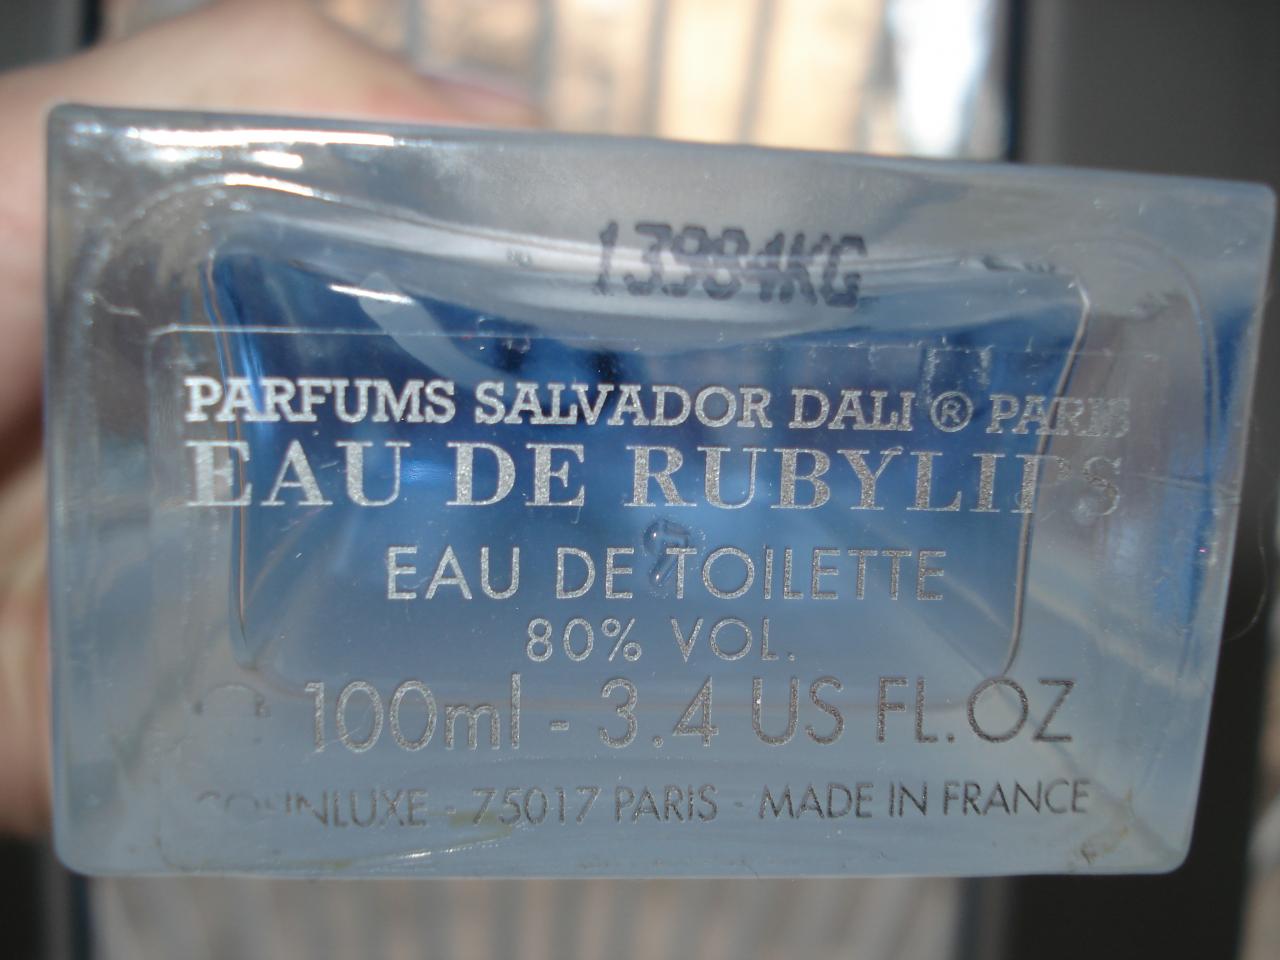 13984KG
PARFUMS SALVADOR DALI ® PARIS
EAU DE RUBYLIPS
EAU DE TOILETTE
80% VOL.
100ml - 3.4 US FL.OZ
- 75017 PARIS - MADE IN FRANCE